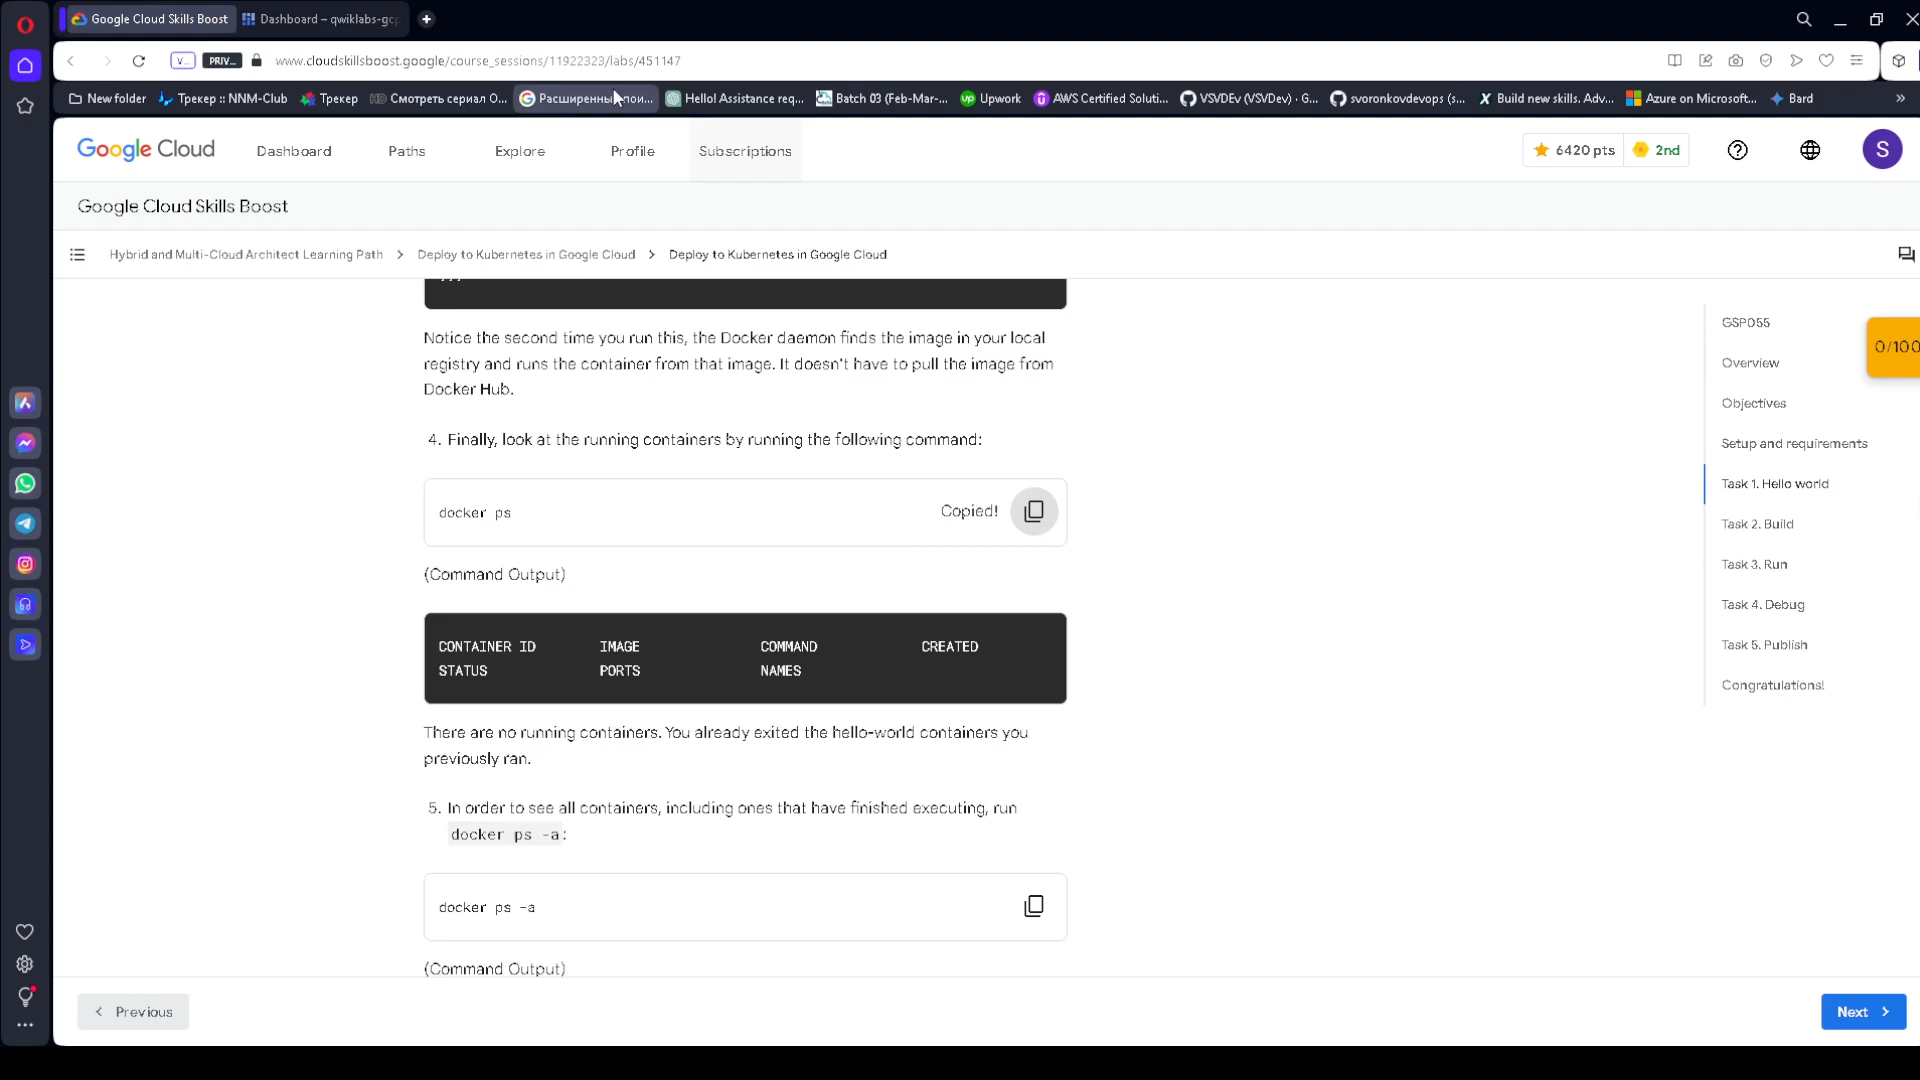 Google Cloud Skills Boost
Dashboard – qwiklabs-gcp
V...
PRIV...
www.cloudskillsboost.google/course_sessions/11922323/labs/451147
New folder
Трекер :: NNM-Club
Трекер
HD Смотреть сериал О...
Расширенный пои...
Hello! Assistance req...
Batch 03 (Feb-Mar-...
up Upwork
AWS Certified Soluti...
VSVDEv (VSVDev) · G...
svoronkovdevops (s...
X Build new skills. Adv...
Azure on Microsoft...
Bard
»
Google Cloud
Dashboard
Paths
Explore
Profile
Subscriptions
6420 pts
2nd
S
Google Cloud Skills Boost
Hybrid and Multi-Cloud Architect Learning Path > Deploy to Kubernetes in Google Cloud > Deploy to Kubernetes in Google Cloud
Notice the second time you run this, the Docker daemon finds the image in your local
registry and runs the container from that image. It doesn't have to pull the image from
Docker Hub.
4. Finally, look at the running containers by running the following command:
docker ps
Copied!
(Command Output)
CONTAINER ID IMAGE COMMAND CREATED
STATUS PORTS NAMES
There are no running containers. You already exited the hello-world containers you
previously ran.
5. In order to see all containers, including ones that have finished executing, run
docker ps -a:
docker ps -a
(Command Output)
GSP055
Overview
Objectives
Setup and requirements
Task 1. Hello world
Task 2. Build
Task 3. Run
Task 4. Debug
Task 5. Publish
Congratulations!
0/100
Previous
Next